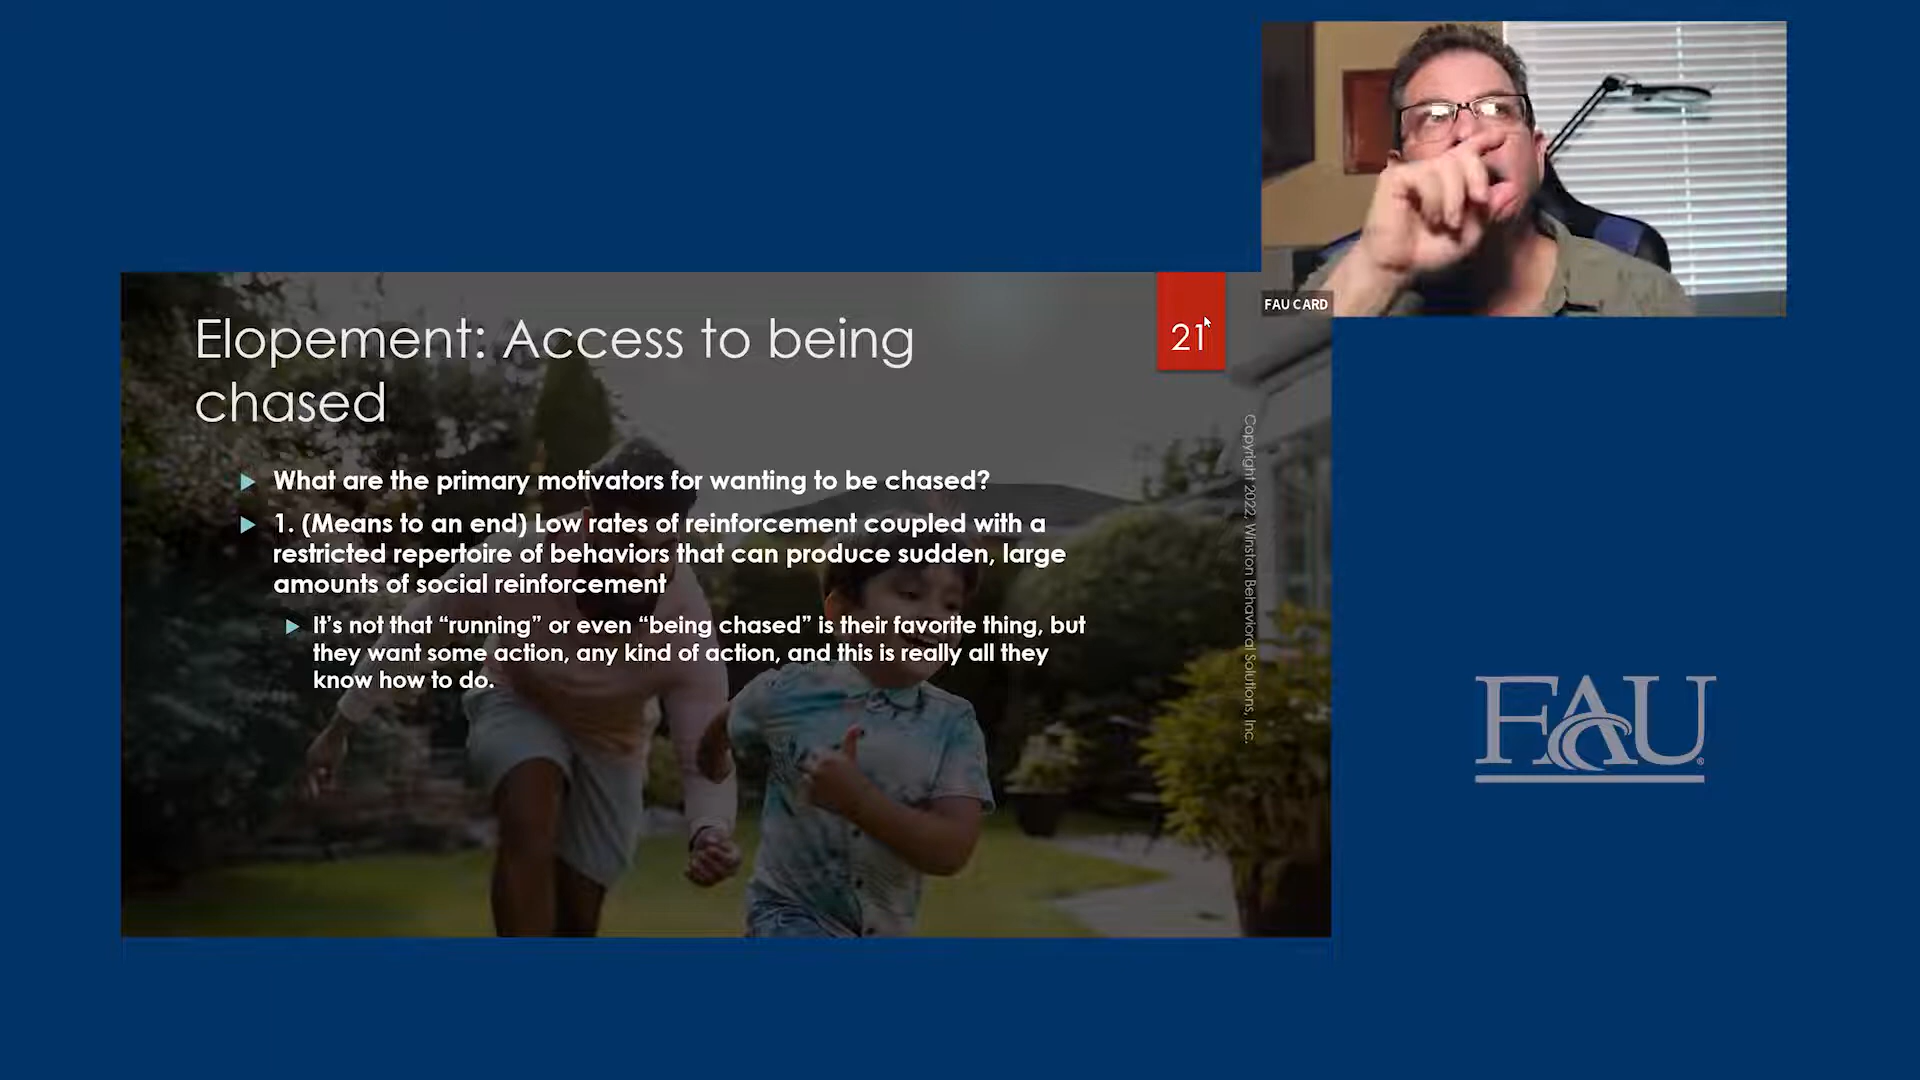 FAU CARD
Elopement: Access to being
chased
21
What are the primary motivators for wanting to be chased?
1. (Means to an end) Low rates of reinforcement coupled with a
restricted repertoire of behaviors that can produce sudden, large
amounts of social reinforcement
It’s not that “running” or even “being chased” is their favorite thing, but
they want some action, any kind of action, and this is really all they
know how to do.
Copyright 2022, Winston Behavioral Solutions, Inc.
FAU®